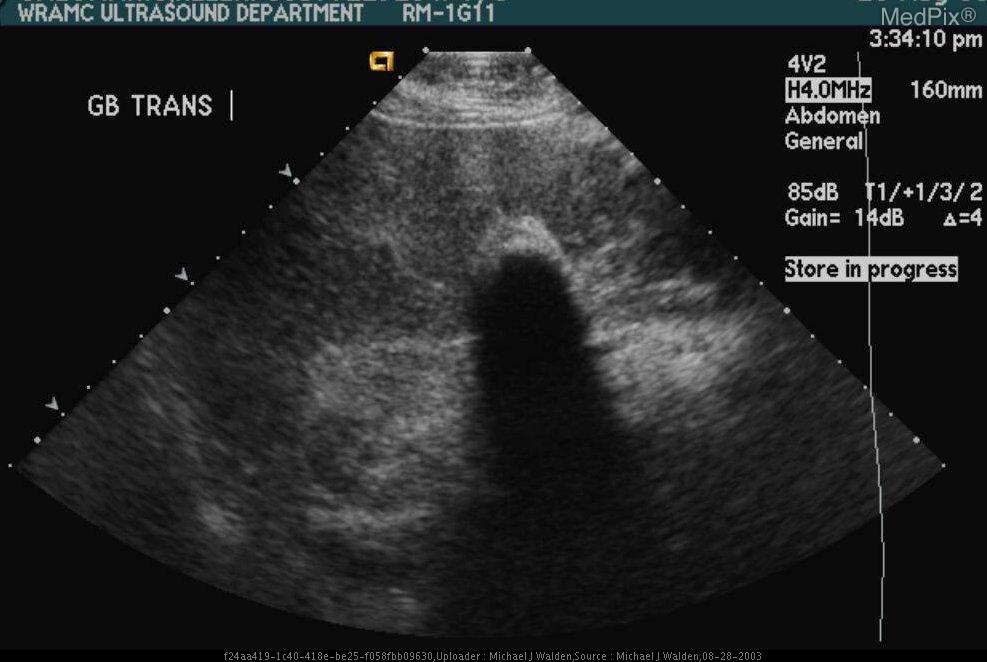 WRAMC ULTRASOUND DEPARTMENT RM-1G11
MedPix®
3:34:10 pm
4V2
H4.0MHz 160mm
Abdomen
General
GB TRANS
85dB T1/+1/3/2
Gain= 14dB ▵=4
Store in progress
f24aa419-1c40-418e-be25-f058fbb09630,Uploader : Michael J Walden,Source : Michael J Walden,08-28-2003